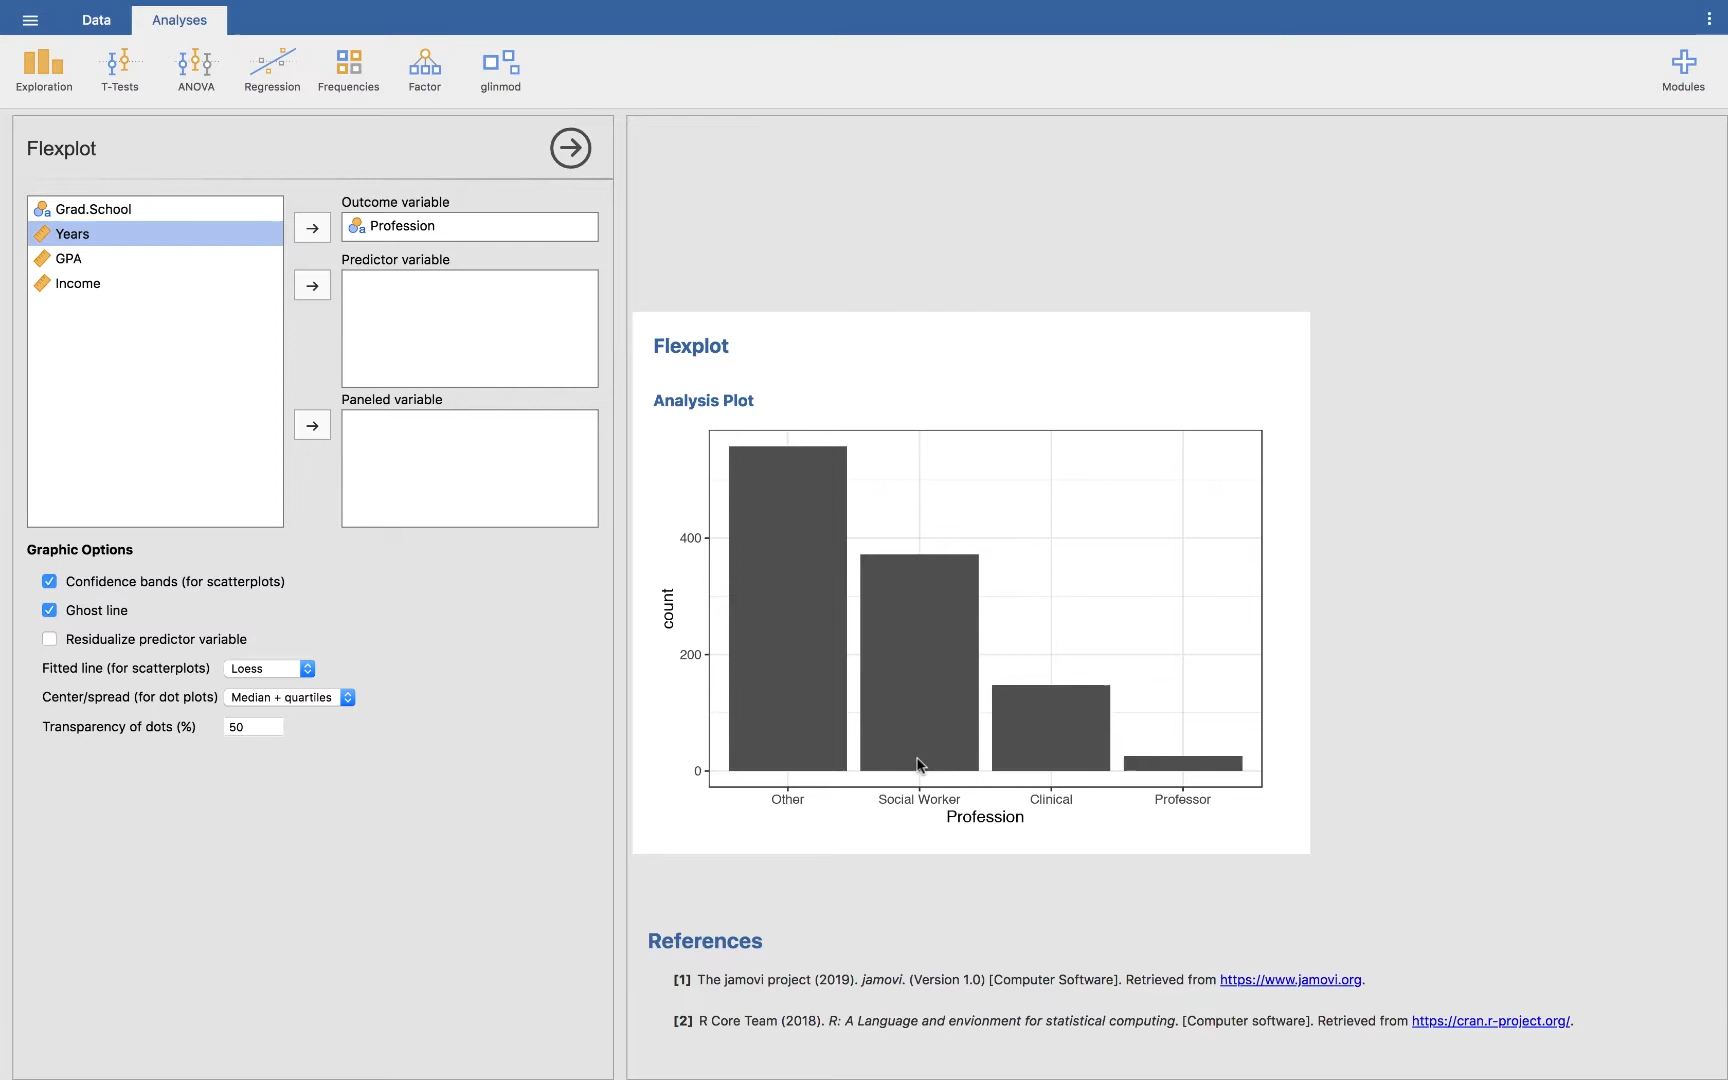 Data
Analyses
Exploration
T-Tests
ANOVA
Regression
Frequencies
Factor
glinmod
Modules
Flexplot
Grad.School
Years
GPA
Income
Outcome variable
Profession
Predictor variable
Paneled variable
Graphic Options
Confidence bands (for scatterplots)
Ghost line
Residualize predictor variable
Fitted line (for scatterplots) Loess
Center/spread (for dot plots) Median + quartiles
Transparency of dots (%) 50
Flexplot
Analysis Plot
400
200
0
count
Other Social Worker Clinical Professor
Profession
References
[1] The jamovi project (2019). jamovi. (Version 1.0) [Computer Software]. Retrieved from https://www.jamovi.org.
[2] R Core Team (2018). R: A Language and envionment for statistical computing. [Computer software]. Retrieved from https://cran.r-project.org/.